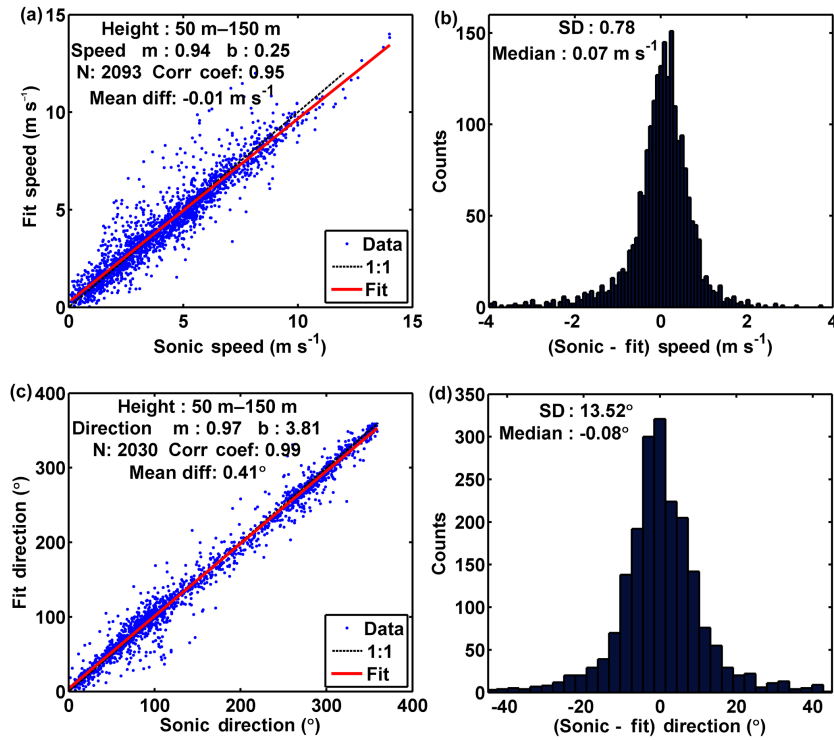 (a)
Height : 50 m–150 m
Speed m : 0.94 b : 0.25
N: 2093 Corr coef: 0.95
Mean diff: -0.01 m s⁻¹
15
10
5
0
Fit speed (m s⁻¹)
Data
1:1
Fit
0 5 10 15
Sonic speed (m s⁻¹)
(b)
SD : 0.78
Median : 0.07 m s⁻¹
150
100
50
0
Counts
-4 -2 0 2 4
(Sonic - fit) speed (m s⁻¹)
(c)
Height : 50 m–150 m
Direction m : 0.97 b : 3.81
N: 2030 Corr coef: 0.99
Mean diff: 0.41°
400
300
200
100
0
Fit direction (°)
Data
1:1
Fit
0 100 200 300 400
Sonic direction (°)
(d)
SD : 13.52°
Median : -0.08°
350
300
250
200
150
100
50
0
Counts
-40 -20 0 20 40
(Sonic - fit) direction (°)